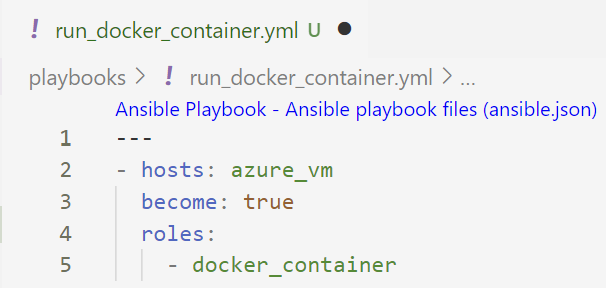 ! run_docker_container.yml U ●
playbooks > ! run_docker_container.yml > ...
Ansible Playbook - Ansible playbook files (ansible.json)
1 ---
2 - hosts: azure_vm
3   become: true
4   roles:
5     - docker_container